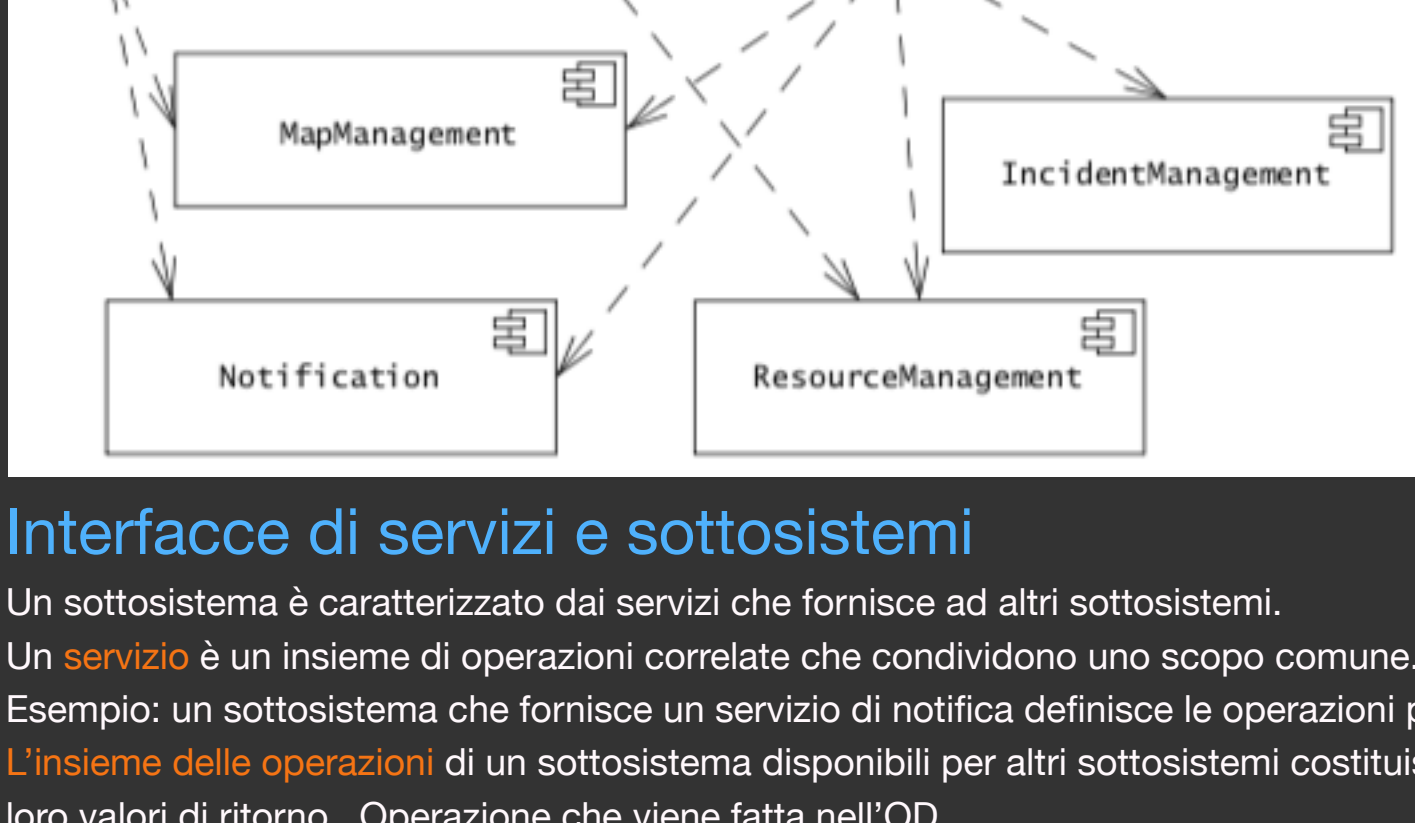 MapManagement
IncidentManagement
Notification
ResourceManagement
Interfacce di servizi e sottosistemi
Un sottosistema è caratterizzato dai servizi che fornisce ad altri sottosistemi.
Un servizio è un insieme di operazioni correlate che condividono uno scopo comune.
Esempio: un sottosistema che fornisce un servizio di notifica definisce le operazioni
L'insieme delle operazioni di un sottosistema disponibili per altri sottosistemi
loro valori di ritorno. Operazione che viene fatta nell'OD